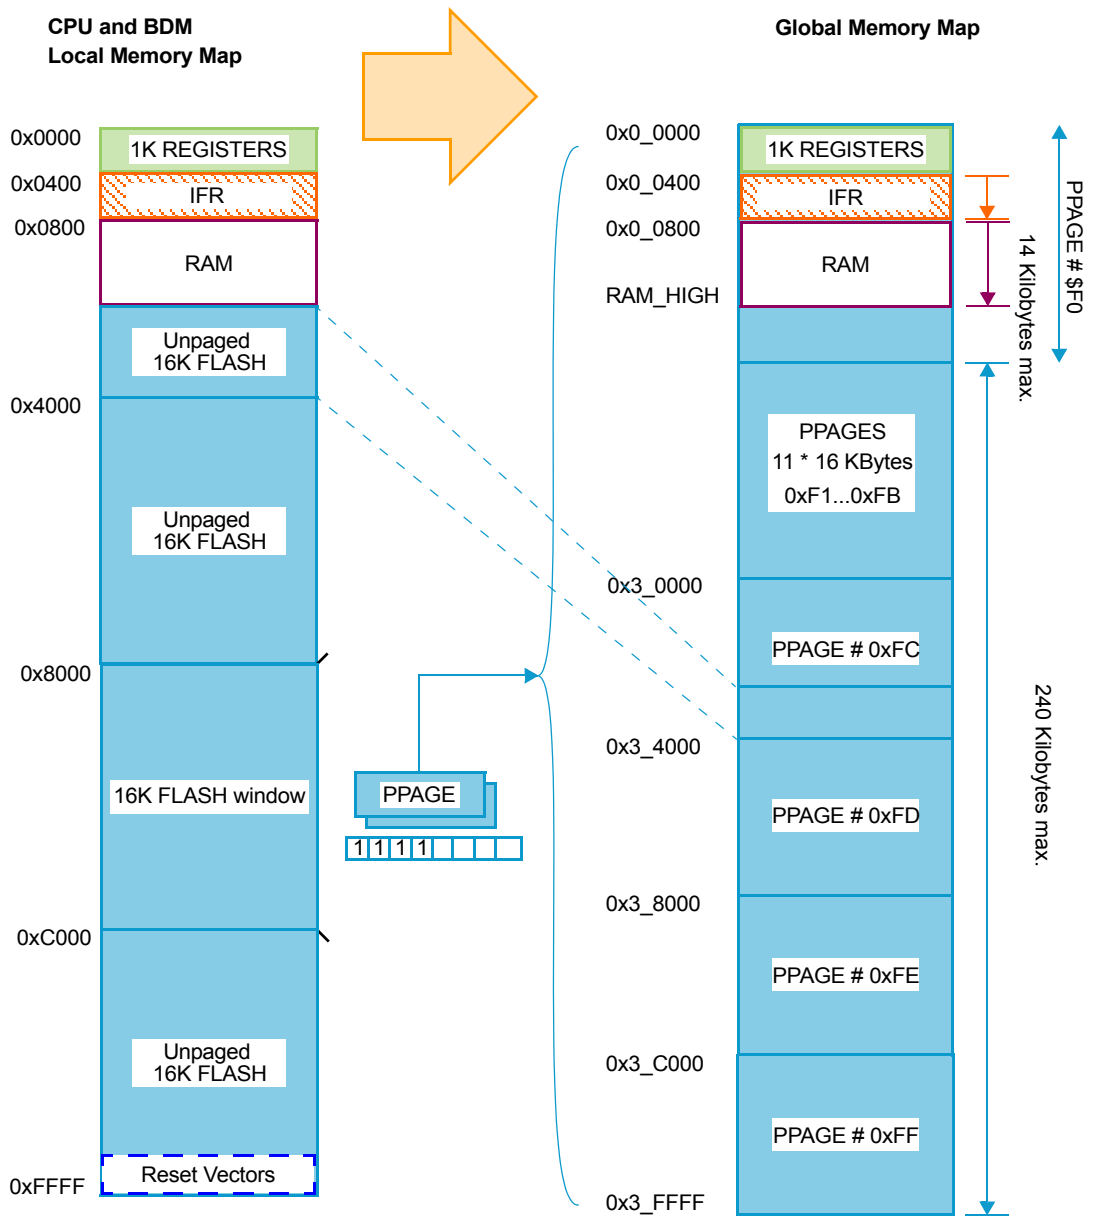 CPU and BDM
Local Memory Map
0x0000
1K REGISTERS
0x0400
IFR
0x0800
RAM
Unpaged
16K FLASH
0x4000
Unpaged
16K FLASH
0x8000
16K FLASH window
0xC000
Unpaged
16K FLASH
Reset Vectors
0xFFFF
PPAGE
1 1 1 1
Global Memory Map
0x0_0000
1K REGISTERS
0x0_0400
IFR
0x0_0800
RAM
RAM_HIGH
PPAGES
11 * 16 KBytes
0xF1...0xFB
0x3_0000
PPAGE # 0xFC
0x3_4000
PPAGE # 0xFD
0x3_8000
PPAGE # 0xFE
0x3_C000
PPAGE # 0xFF
0x3_FFFF
14 Kilobytes max.
PPAGE # $F0
240 Kilobytes max.